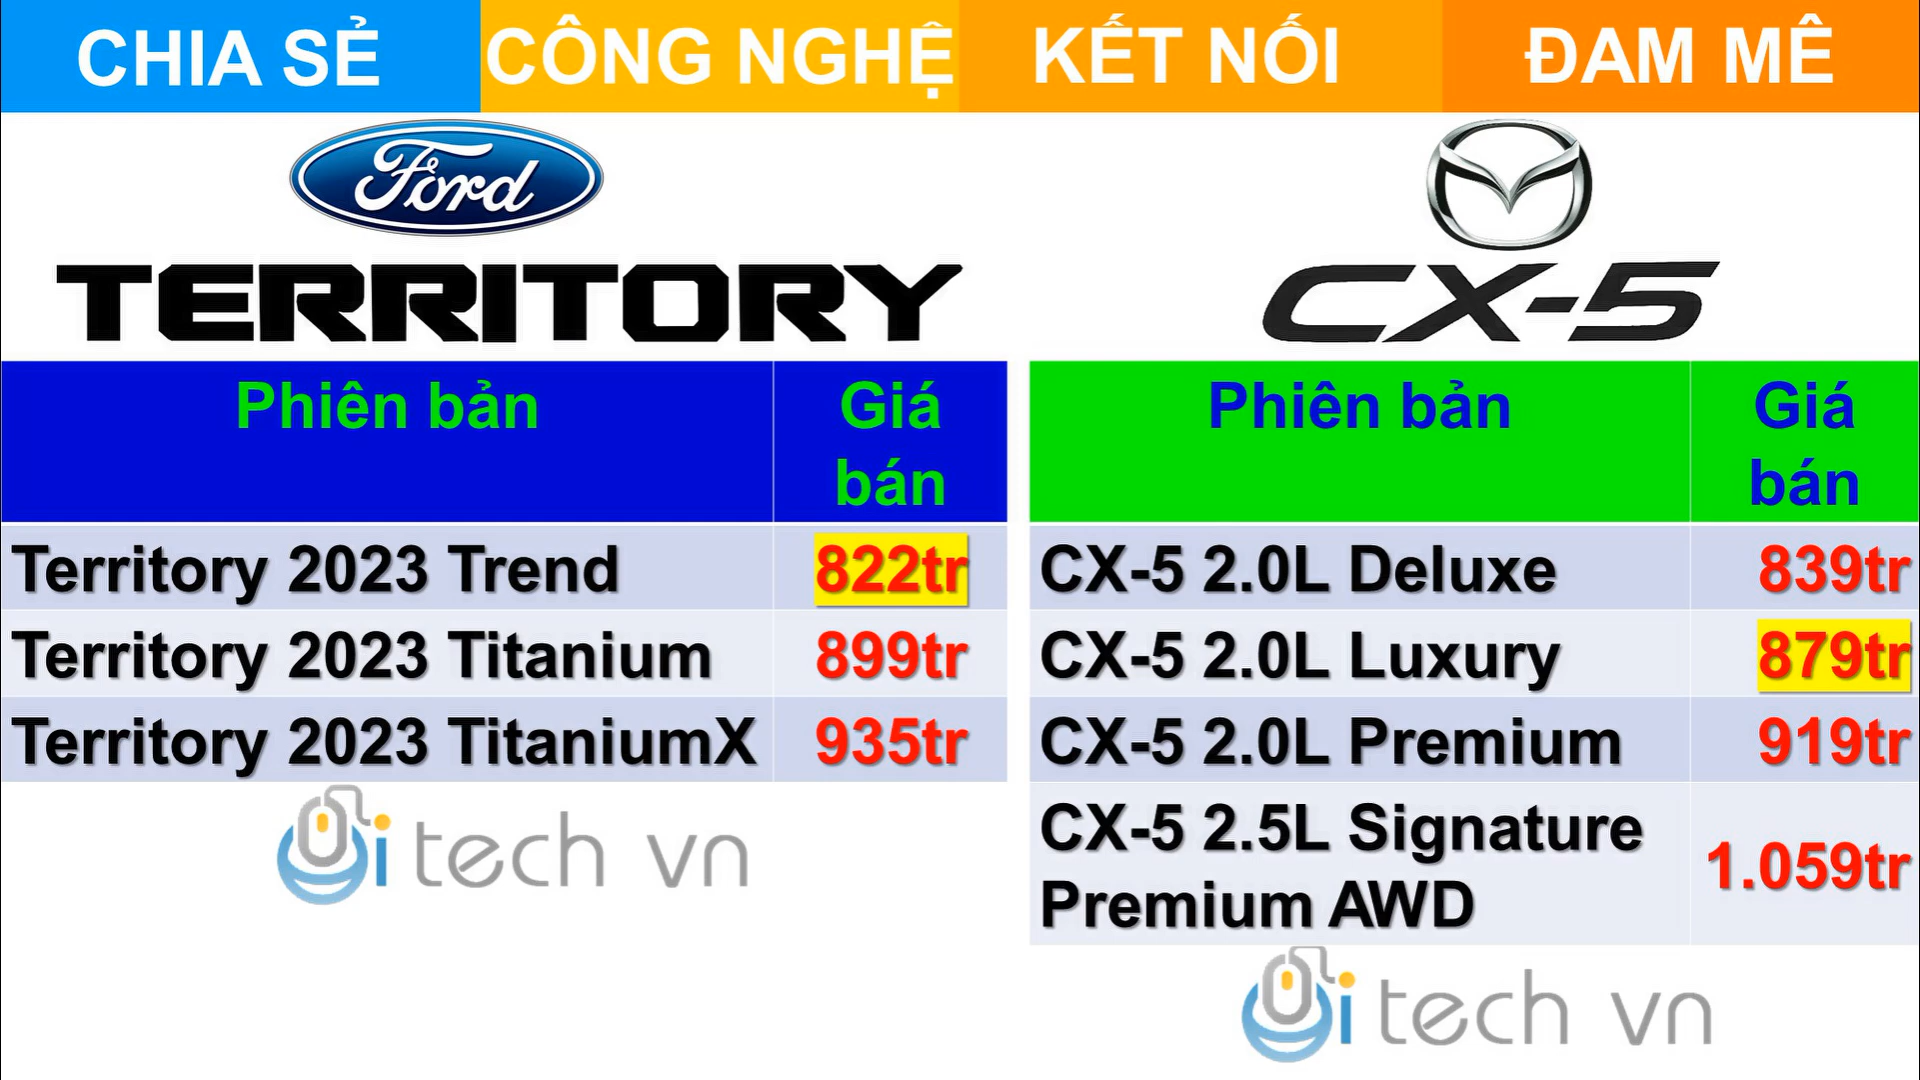 CHIA SẺ
CÔNG NGHỆ
KẾT NỐI
ĐAM MÊ
Ford
TERRITORY
Phiên bản
Giá
bán
Territory 2023 Trend 822tr
Territory 2023 Titanium 899tr
Territory 2023 TitaniumX 935tr
i tech vn
CX-5
Phiên bản
Giá
bán
CX-5 2.0L Deluxe 839tr
CX-5 2.0L Luxury 879tr
CX-5 2.0L Premium 919tr
CX-5 2.5L Signature
Premium AWD
1.059tr
i tech vn